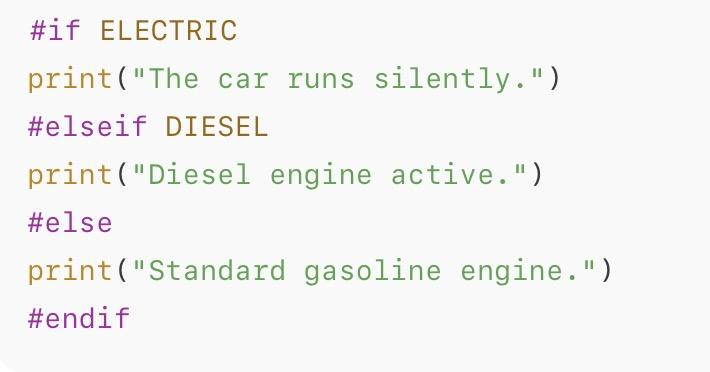 #if ELECTRIC
print("The car runs silently.")
#elseif DIESEL
print("Diesel engine active.")
#else
print("Standard gasoline engine.")
#endif